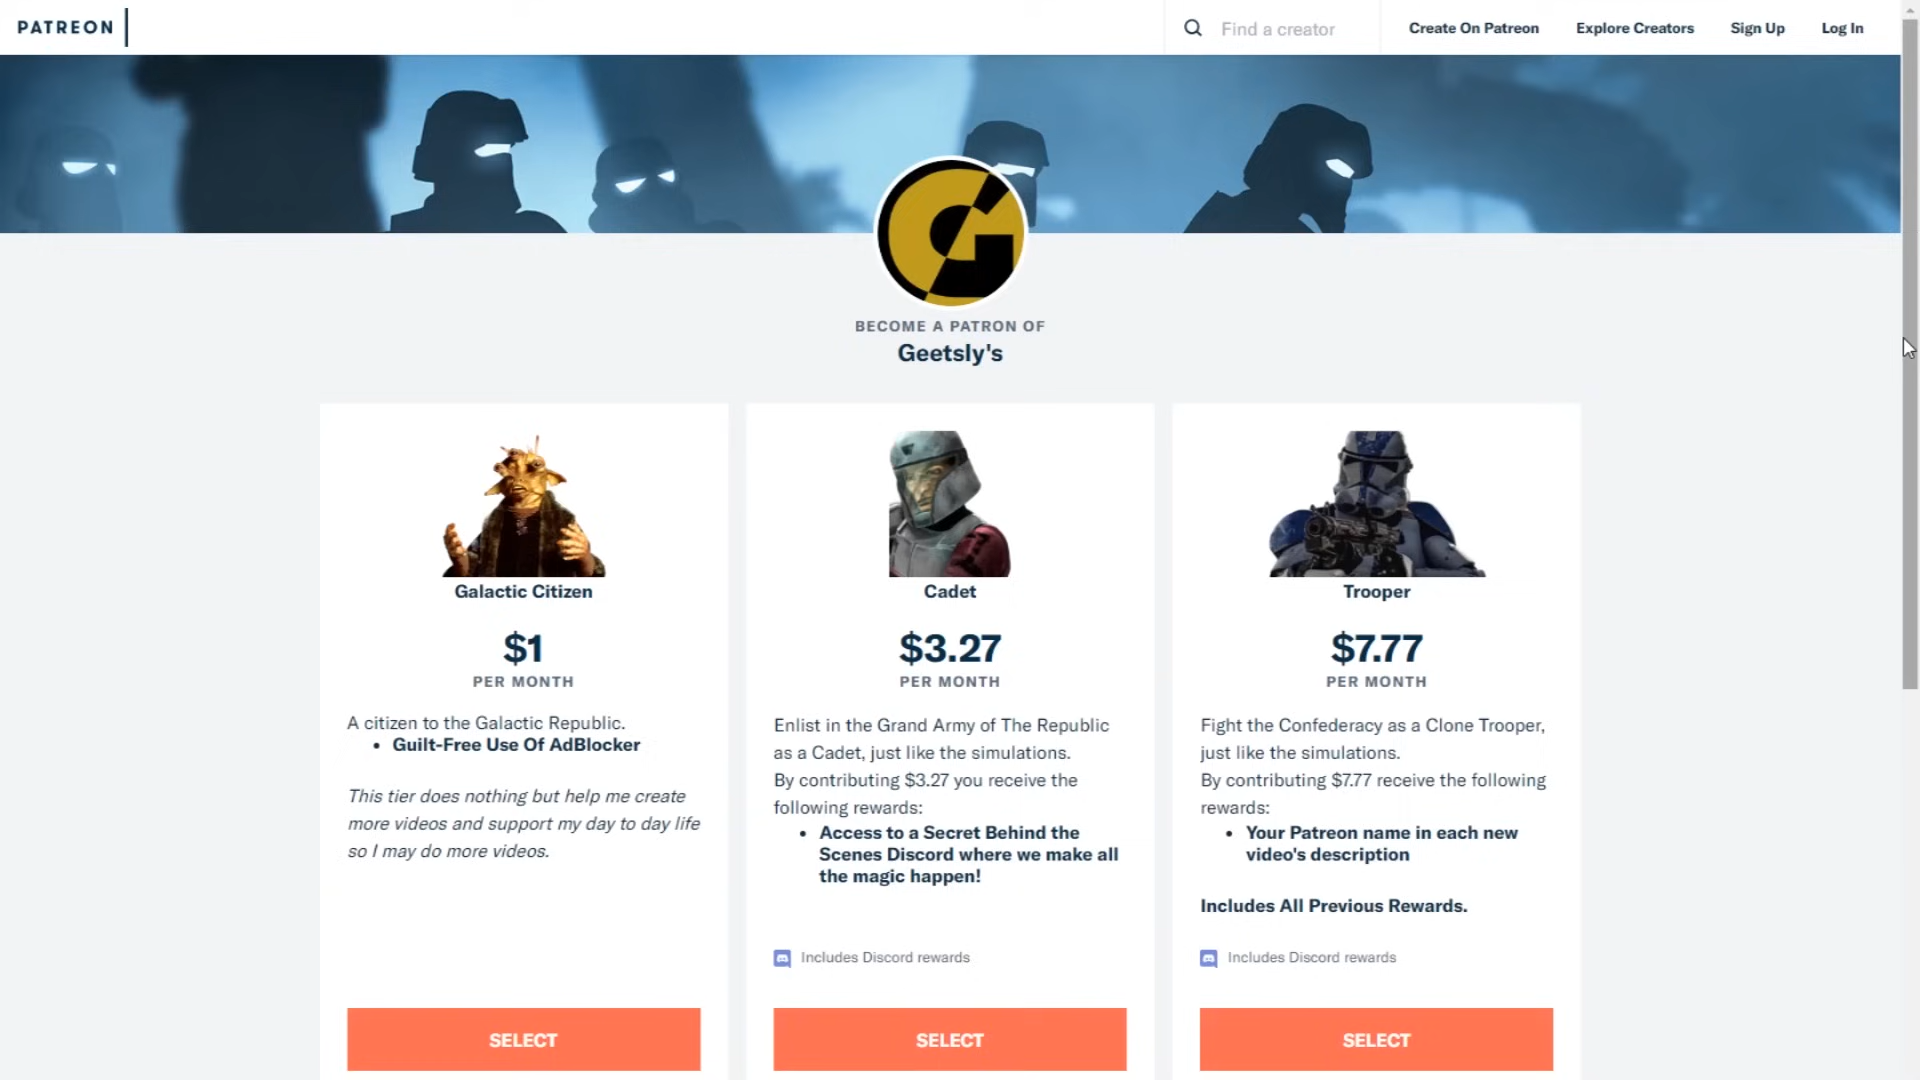 PATREON
Find a creator
Create On Patreon
Explore Creators
Sign Up
Log In
BECOME A PATRON OF
Geetsly's
Galactic Citizen
$1
PER MONTH
A citizen to the Galactic Republic.
• Guilt-Free Use Of AdBlocker
This tier does nothing but help me create
more videos and support my day to day life
so I may do more videos.
SELECT
Cadet
$3.27
PER MONTH
Enlist in the Grand Army of The Republic
as a Cadet, just like the simulations.
By contributing $3.27 you receive the
following rewards:
• Access to a Secret Behind the
Scenes Discord where we make all
the magic happen!
Includes Discord rewards
SELECT
Trooper
$7.77
PER MONTH
Fight the Confederacy as a Clone Trooper,
just like the simulations.
By contributing $7.77 receive the following
rewards:
• Your Patreon name in each new
video's description
Includes All Previous Rewards.
Includes Discord rewards
SELECT